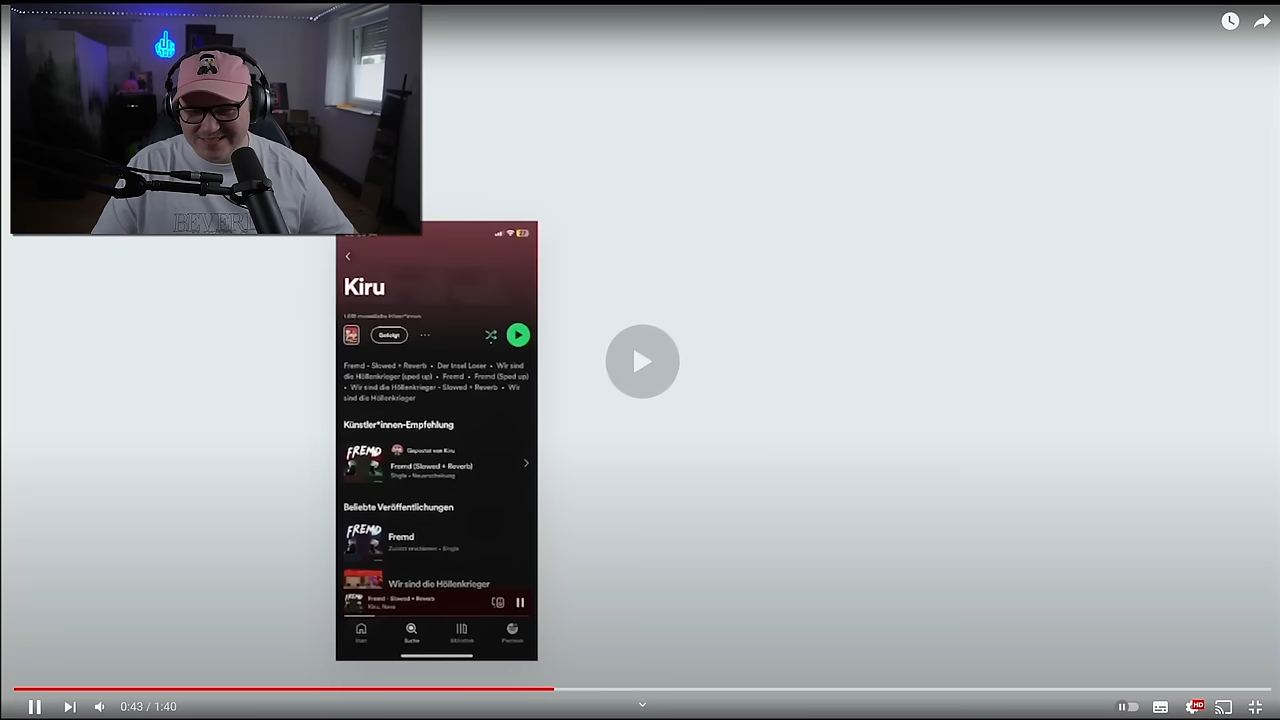 BEVERL
Kiru
Gefolgt
Fremd - Slowed + Reverb • Der Insel Loser • Wir sind
die Höllenkrieger (sped up) • Fremd • Fremd (Sped up)
• Wir sind die Höllenkrieger - Slowed + Reverb • Wir
sind die Höllenkrieger
Künstler*innen-Empfehlung
FREMD
Gepostet von Kiru
Fremd (Slowed + Reverb)
Single • Neuerscheinung
Beliebte Veröffentlichungen
FREMD
Fremd
Zuletzt erschienen • Single
Wir sind die Höllenkrieger
FREMD
Fremd - Slowed + Reverb
Kiru,
Start
Suche
Bibliothek
Premium
0:43 / 1:40
HD